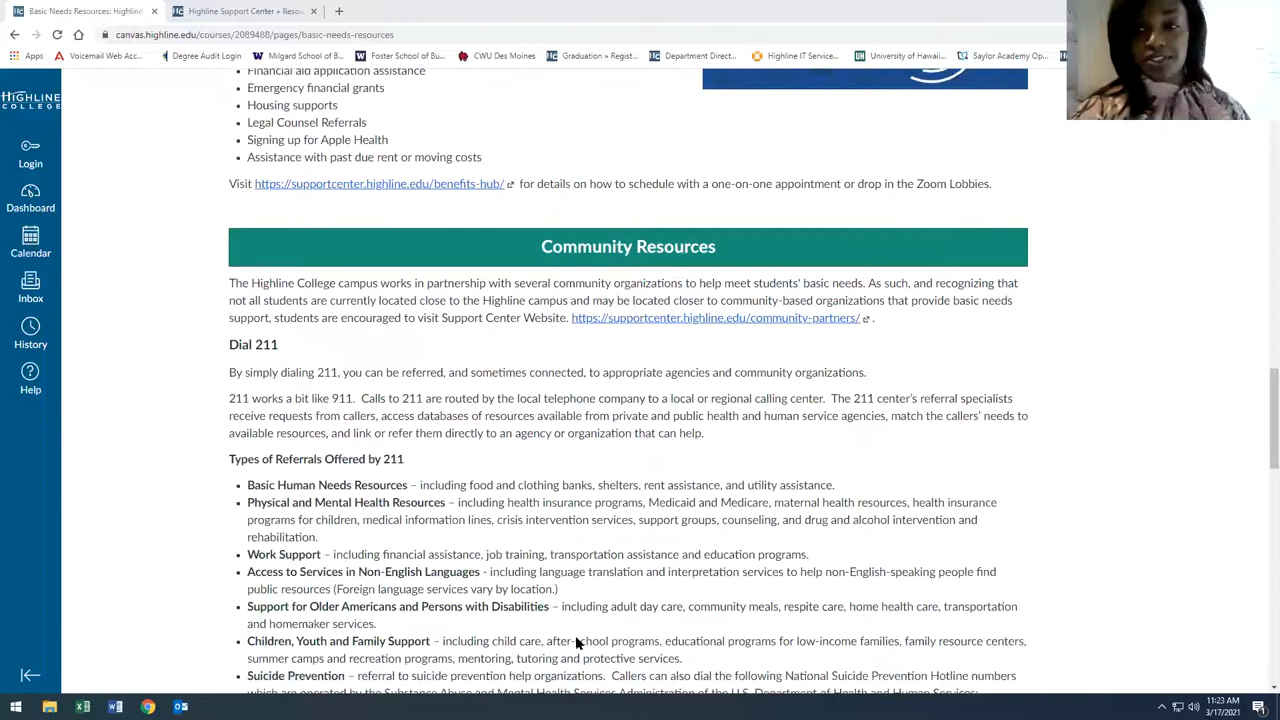 Basic Needs Resources: Highline
Highline Support Center » Resou
canvas.highline.edu/courses/2089488/pages/basic-needs-resources
Apps
Voicemail Web Acc...
Degree Audit Login
Milgard School of B...
Foster School of Bu...
CWU Des Moines
Graduation » Regist...
Department Direct...
Highline IT Service...
University of Hawaii...
Saylor Academy Op...
HIGHLINE
COLLEGE
Login
Dashboard
Calendar
Inbox
History
Help
Financial aid application assistance
Emergency financial grants
Housing supports
Legal Counsel Referrals
Signing up for Apple Health
Assistance with past due rent or moving costs
Visit https://supportcenter.highline.edu/benefits-hub/ for details on how to schedule with a one-on-one appointment or drop in the Zoom Lobbies.
Community Resources
The Highline College campus works in partnership with several community organizations to help meet students' basic needs. As such, and recognizing that
not all students are currently located close to the Highline campus and may be located closer to community-based organizations that provide basic needs
support, students are encouraged to visit Support Center Website. https://supportcenter.highline.edu/community-partners/ .
Dial 211
By simply dialing 211, you can be referred, and sometimes connected, to appropriate agencies and community organizations.
211 works a bit like 911. Calls to 211 are routed by the local telephone company to a local or regional calling center. The 211 center's referral specialists
receive requests from callers, access databases of resources available from private and public health and human service agencies, match the callers' needs to
available resources, and link or refer them directly to an agency or organization that can help.
Types of Referrals Offered by 211
Basic Human Needs Resources – including food and clothing banks, shelters, rent assistance, and utility assistance.
Physical and Mental Health Resources – including health insurance programs, Medicaid and Medicare, maternal health resources, health insurance
programs for children, medical information lines, crisis intervention services, support groups, counseling, and drug and alcohol intervention and
rehabilitation.
Work Support – including financial assistance, job training, transportation assistance and education programs.
Access to Services in Non-English Languages - including language translation and interpretation services to help non-English-speaking people find
public resources (Foreign language services vary by location.)
Support for Older Americans and Persons with Disabilities – including adult day care, community meals, respite care, home health care, transportation
and homemaker services.
Children, Youth and Family Support – including child care, after-school programs, educational programs for low-income families, family resource centers,
summer camps and recreation programs, mentoring, tutoring and protective services.
Suicide Prevention – referral to suicide prevention help organizations. Callers can also dial the following National Suicide Prevention Hotline numbers
which are operated by the Substance Abuse and Mental Health Services Administration of the U.S. Department of Health and Human Services:
11:23 AM
3/17/2021